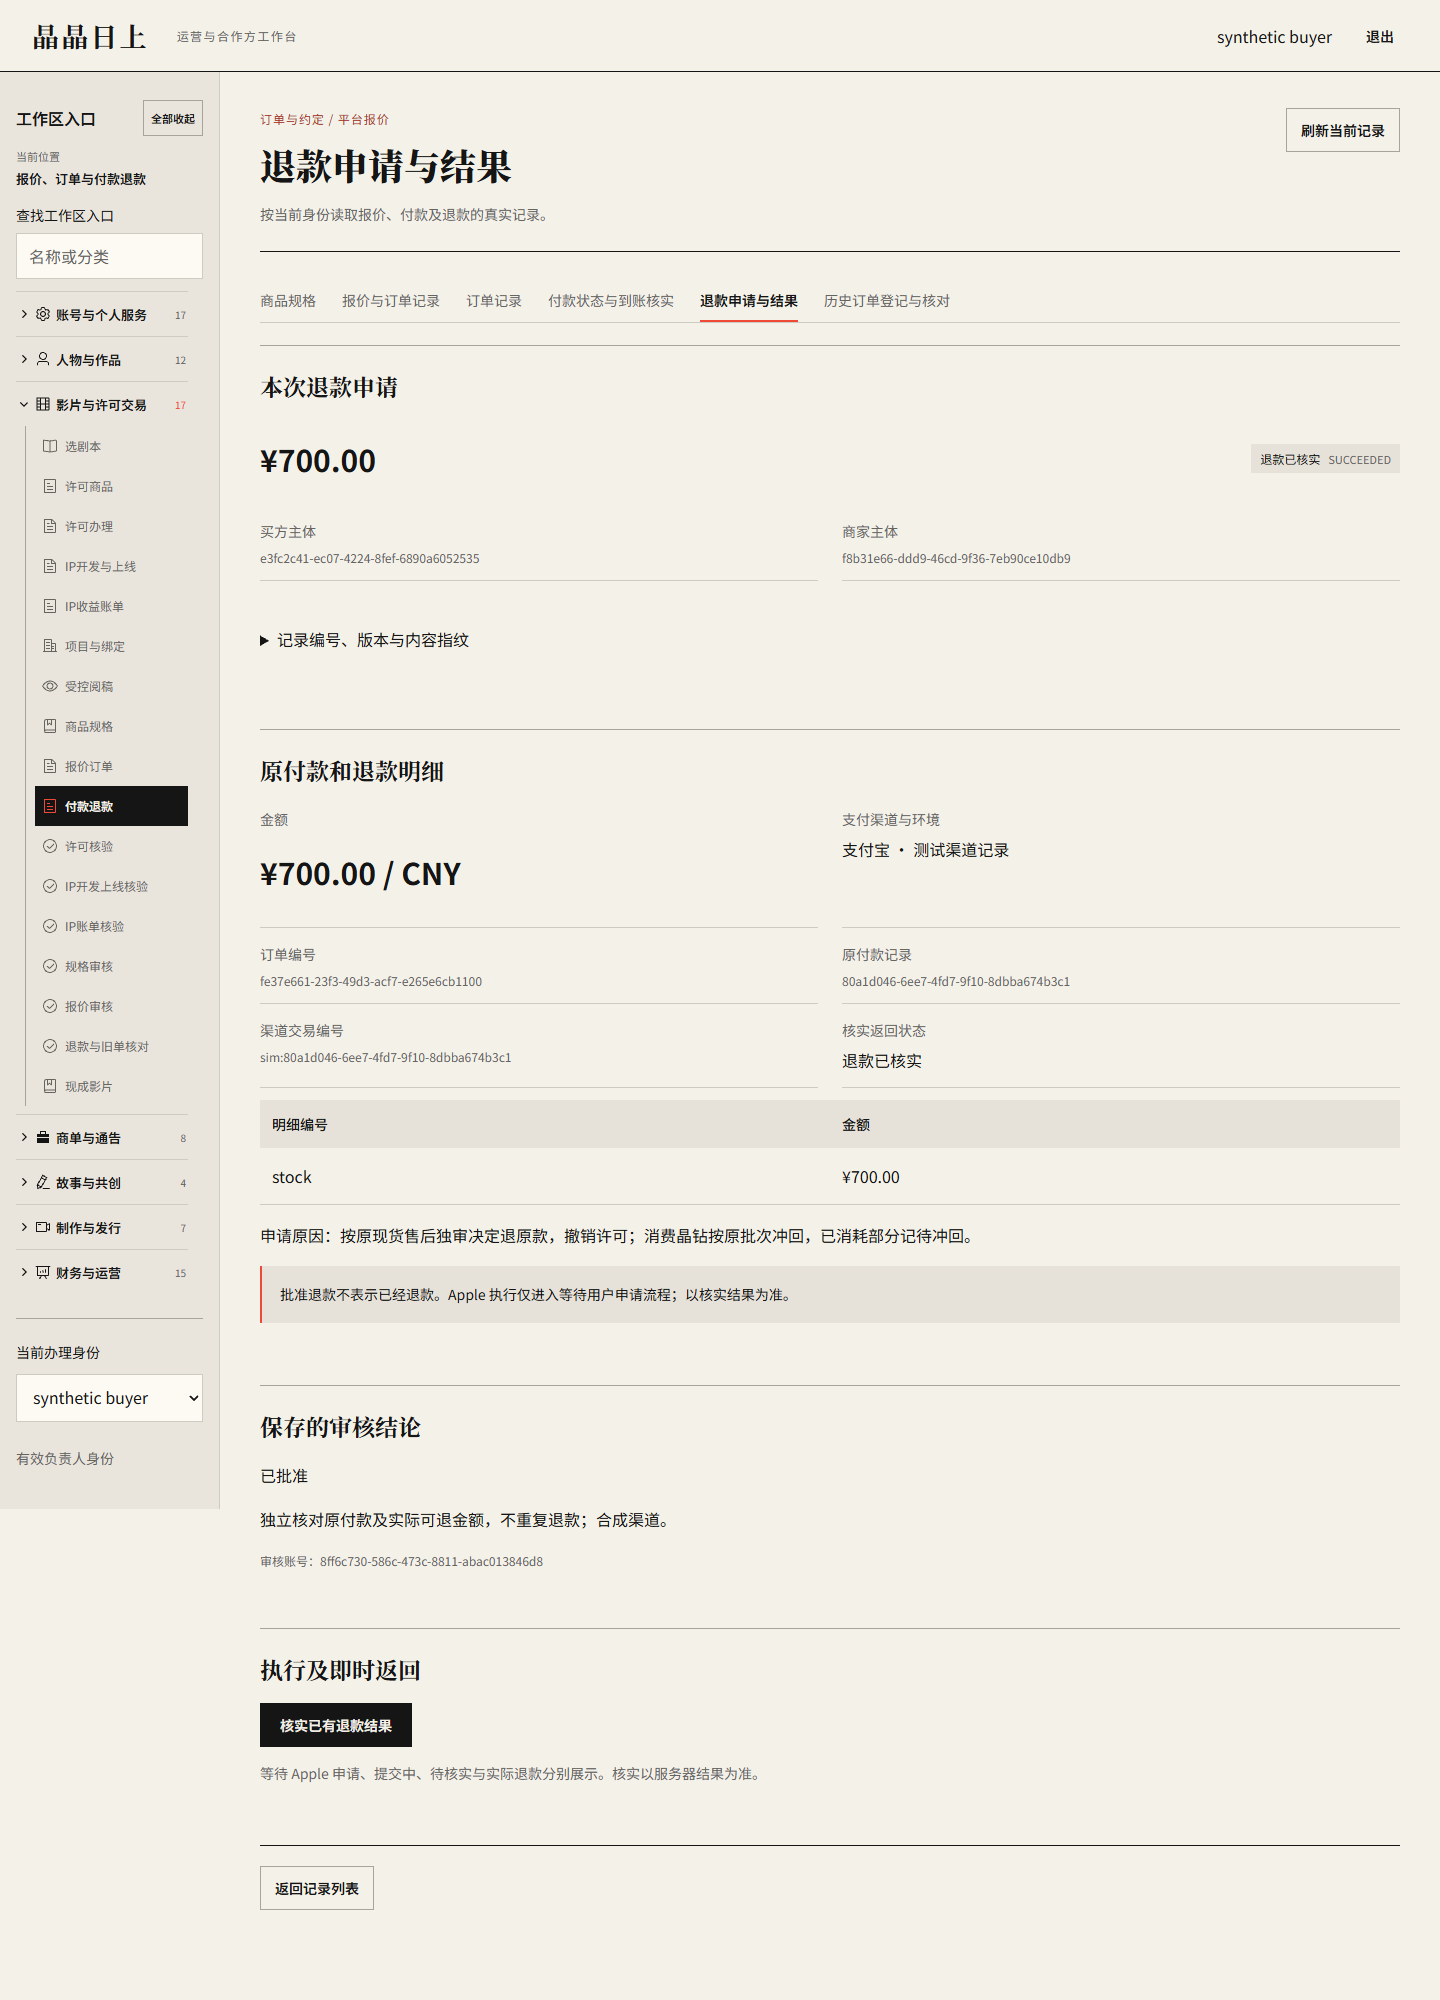 晶晶日上
运营与合作方工作台
synthetic buyer
退出
工作区入口
全部收起
当前位置
报价、订单与付款退款
查找工作区入口
名称或分类
账号与个人服务 17
人物与作品 12
影片与许可交易 17
选剧本
许可商品
许可办理
IP开发与上线
IP收益账单
项目与绑定
受控阅稿
商品规格
报价订单
付款退款
许可核验
IP开发上线核验
IP账单核验
规格审核
报价审核
退款与旧单核对
现成影片
商单与通告 8
故事与共创 4
制作与发行 7
财务与运营 15
当前办理身份
synthetic buyer
有效负责人身份
订单与约定 / 平台报价
退款申请与结果
按当前身份读取报价、付款及退款的真实记录。
刷新当前记录
商品规格 报价与订单记录 订单记录 付款状态与到账核实 退款申请与结果 历史订单登记与核对
本次退款申请
¥700.00
退款已核实 SUCCEEDED
买方主体
e3fc2c41-ec07-4224-8fef-6890a6052535
商家主体
f8b31e66-ddd9-46cd-9f36-7eb90ce10db9
记录编号、版本与内容指纹
原付款和退款明细
金额
¥700.00 / CNY
支付渠道与环境
支付宝 · 测试渠道记录
订单编号
fe37e661-23f3-49d3-acf7-e265e6cb1100
原付款记录
80a1d046-6ee7-4fd7-9f10-8dbba674b3c1
渠道交易编号
sim:80a1d046-6ee7-4fd7-9f10-8dbba674b3c1
核实返回状态
退款已核实
明细编号 金额
stock ¥700.00
申请原因：按原现货售后独审决定退原款，撤销许可；消费晶钻按原批次冲回，已消耗部分记待冲回。
批准退款不表示已经退款。Apple 执行仅进入等待用户申请流程；以核实结果为准。
保存的审核结论
已批准
独立核对原付款及实际可退金额，不重复退款；合成渠道。
审核账号：8ff6c730-586c-473c-8811-abac013846d8
执行及即时返回
核实已有退款结果
等待 Apple 申请、提交中、待核实与实际退款分别展示。核实以服务器结果为准。
返回记录列表